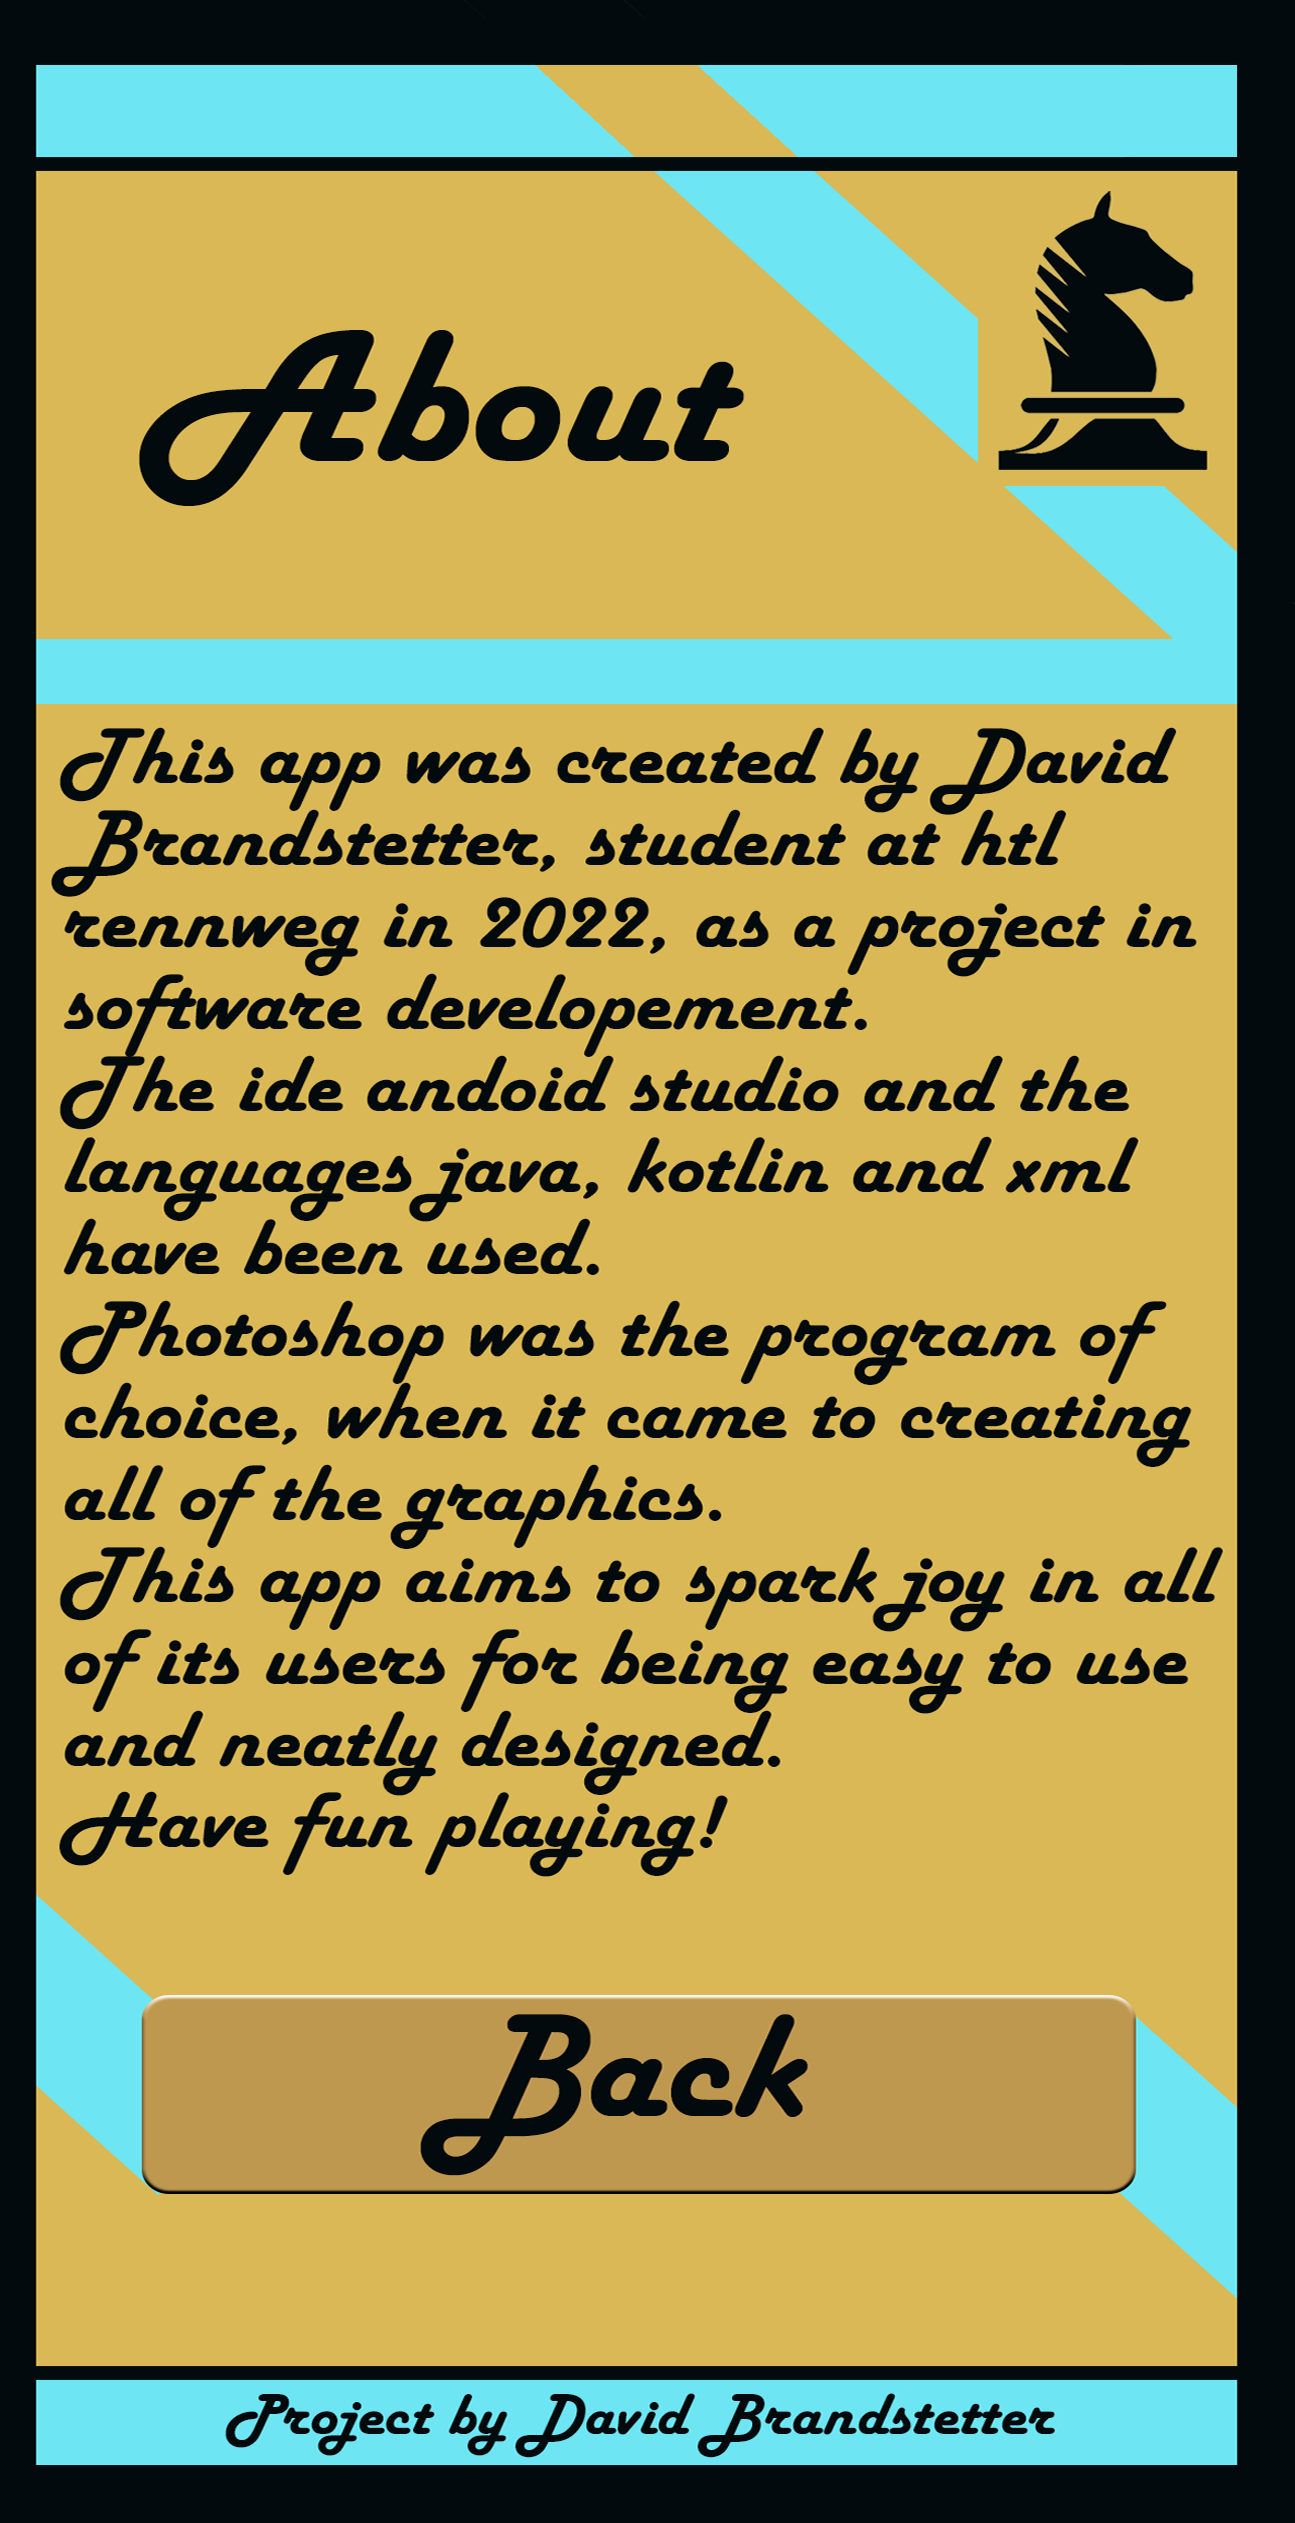 About
This app was created by David
Brandstetter, student at htl
rennweg in 2022, as a project in
software developement.
The ide andoid studio and the
languages java, kotlin and xml
have been used.
Photoshop was the program of
choice, when it came to creating
all of the graphics.
This app aims to spark joy in all
of its users for being easy to use
and neatly designed.
Have fun playing!
Back
Project by David Brandstetter